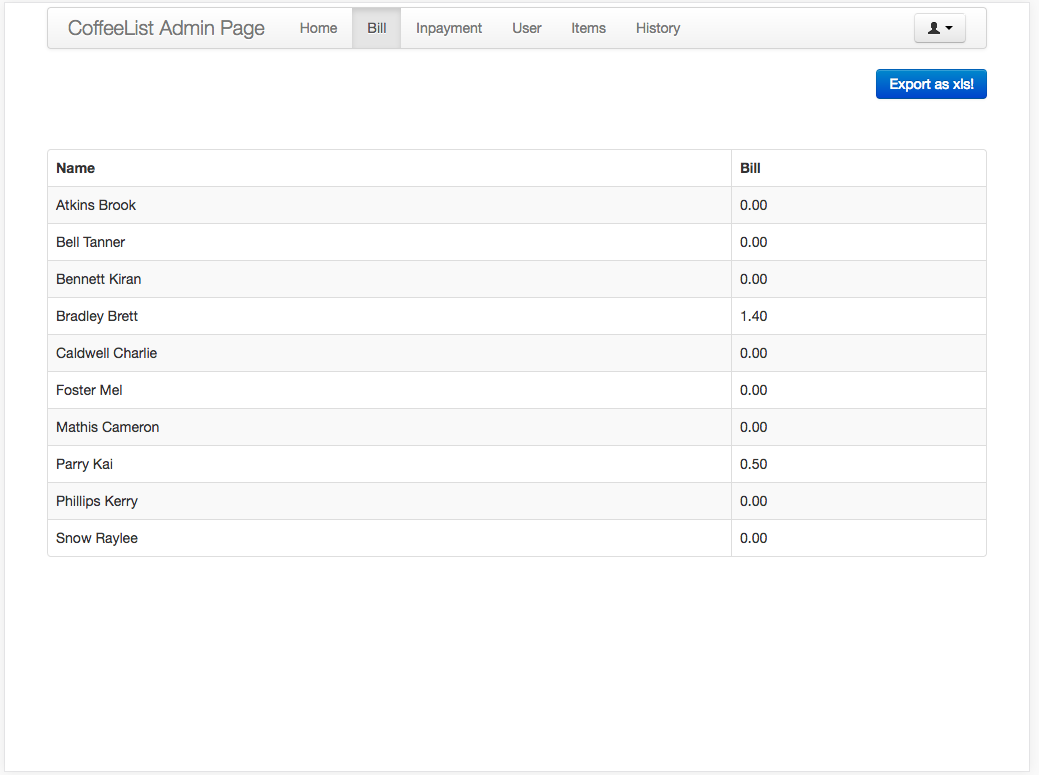 CoffeeList Admin Page Home Bill Inpayment User Items History
Export as xls!
Name Bill
Atkins Brook 0.00
Bell Tanner 0.00
Bennett Kiran 0.00
Bradley Brett 1.40
Caldwell Charlie 0.00
Foster Mel 0.00
Mathis Cameron 0.00
Parry Kai 0.50
Phillips Kerry 0.00
Snow Raylee 0.00